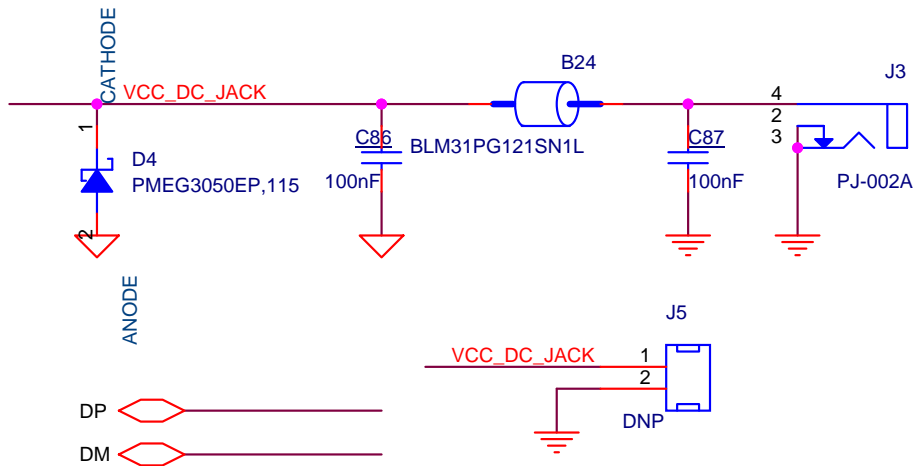 CATHODE
VCC_DC_JACK
1
D4
PMEG3050EP,115
2
ANODE
C86
100nF
B24
BLM31PG121SN1L
C87
100nF
J3
4
2
3
PJ-002A
J5
VCC_DC_JACK
1
2
DNP
DP
DM